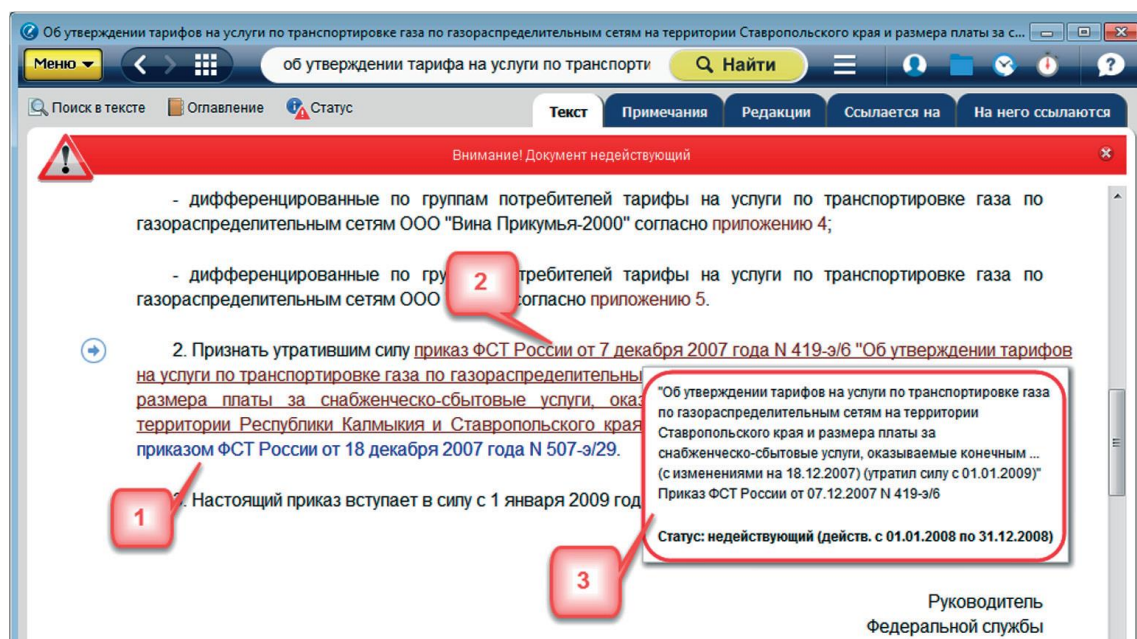 Об утверждении тарифов на услуги по транспортировке газа по газораспределительным сетям на территории Ставропольского края и размера платы за с...
Меню
об утверждении тарифа на услуги по транспорти
Найти
?
Поиск в тексте
Оглавление
Статус
Текст
Примечания
Редакции
Ссылается на
На него ссылаются
Внимание! Документ недействующий
- дифференцированные по группам потребителей тарифы на услуги по транспортировке газа по
газораспределительным сетям ООО "Вина Прикумья-2000" согласно приложению 4;
- дифференцированные по гру
требителей тарифы на услуги по транспортировке газа по
газораспределительным сетям ООО
согласно приложению 5.
2
2. Признать утратившим силу приказ ФСТ России от 7 декабря 2007 года N 419-э/6 "Об утверждении тарифов
на услуги по транспортировке газа по газораспределительны
размера платы за снабженческо-сбытовые услуги, оказ
территории Республики Калмыкия и Ставропольского края
приказом ФСТ России от 18 декабря 2007 года N 507-э/29.
"Об утверждении тарифов на услуги по транспортировке газа
по газораспределительным сетям на территории
Ставропольского края и размера платы за
снабженческо-сбытовые услуги, оказываемые конечным ...
(с изменениями на 18.12.2007) (утратил силу с 01.01.2009)"
Приказ ФСТ России от 07.12.2007 N 419-э/6
Статус: недействующий (действ. с 01.01.2008 по 31.12.2008)
1
. Настоящий приказ вступает в силу с 1 января 2009 год
3
Руководитель
Федеральной службы